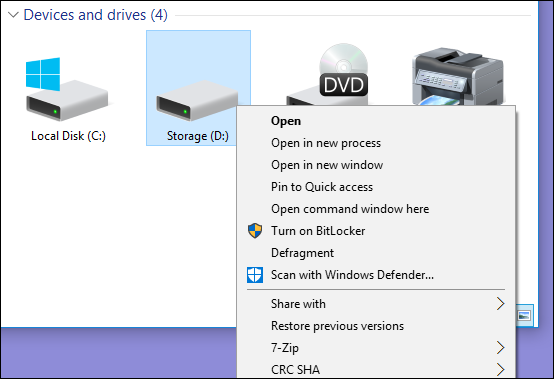 Devices and drives (4)
Local Disk (C:)
Storage (D:)
DVD
Open
Open in new process
Open in new window
Pin to Quick access
Open command window here
Turn on BitLocker
Defragment
Scan with Windows Defender...
Share with
Restore previous versions
7-Zip
CRC SHA